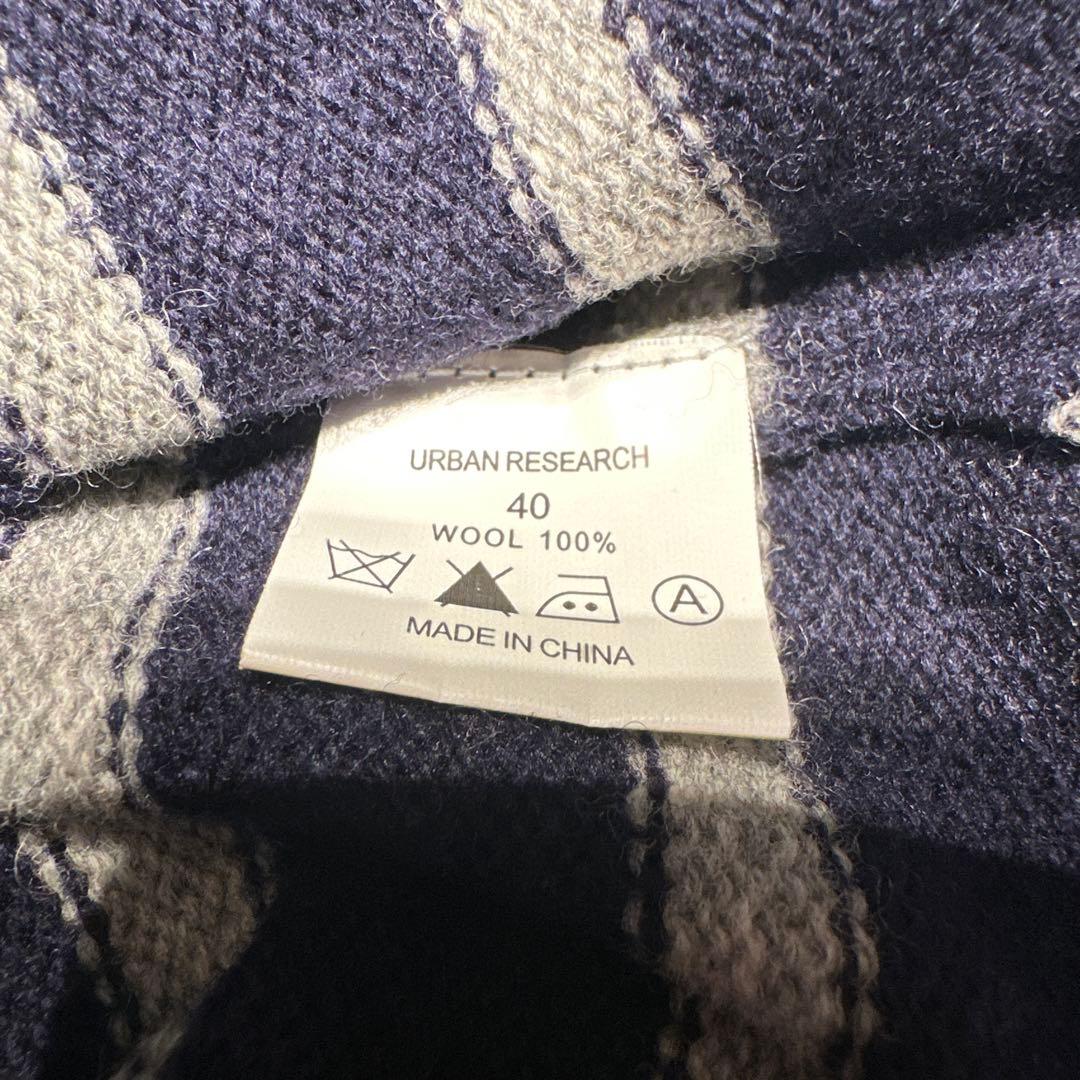 URBAN RESEARCH
40
WOOL 100%
A
MADE IN CHINA